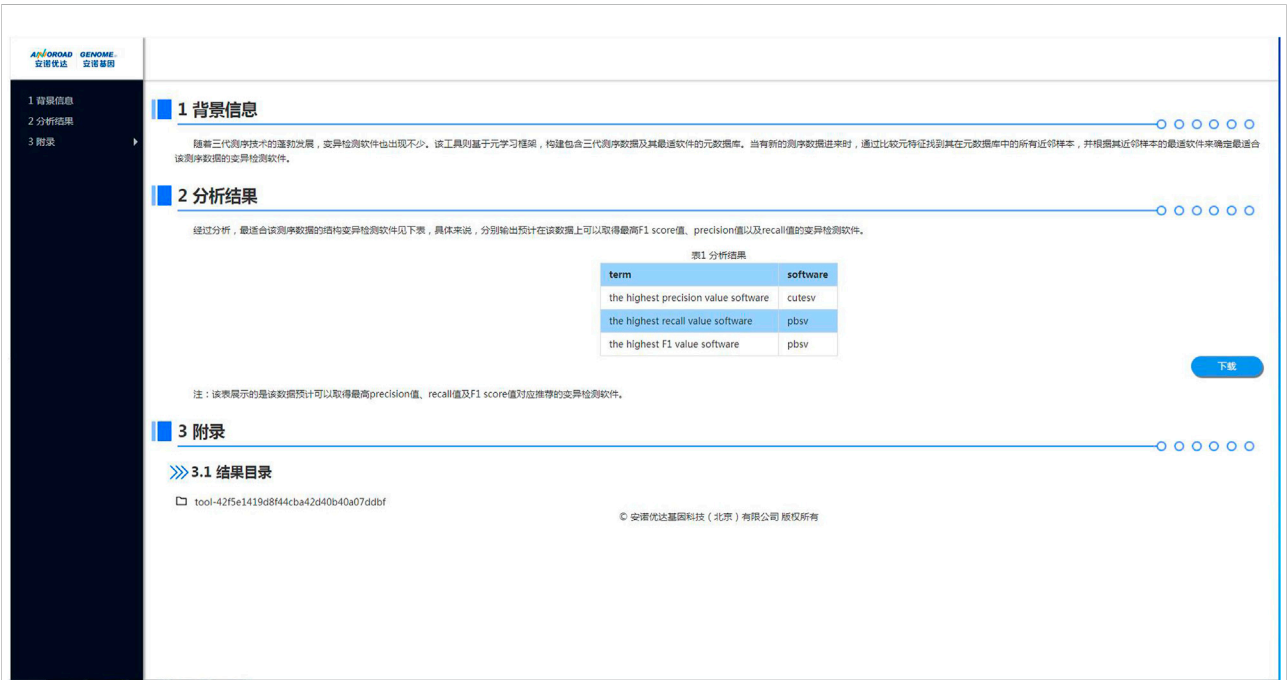 ANNOROAD GENOME
安诺优达 安诺基因
1 背景信息
2 分析结果
3 附录
1 背景信息
随着三代测序技术的蓬勃发展，变异检测软件也出现不少。该工具则基于元学习框架，构建包含三代测序数据及其最适软件的元数据库。当有新的测序数据进来时，通过比较元特征找到其在元数据库中的所有近邻样本，并根据其近邻样本的最适软件来确定最适合
该测序数据的变异检测软件。
2 分析结果
经过分析，最适合该测序数据的结构变异检测软件见下表，具体来说，分别输出预计在该数据上可以取得最高F1 score值、precision值以及recall值的变异检测软件。
表1 分析结果
term software
the highest precision value software cutesv
the highest recall value software pbsv
the highest F1 value software pbsv
下载
注：该表展示的是该数据预计可以取得最高precision值、recall值及F1 score值对应推荐的变异检测软件。
3 附录
3.1 结果目录
tool-42f5e1419d8f44cba42d40b40a07ddbf
© 安诺优达基因科技（北京）有限公司 版权所有